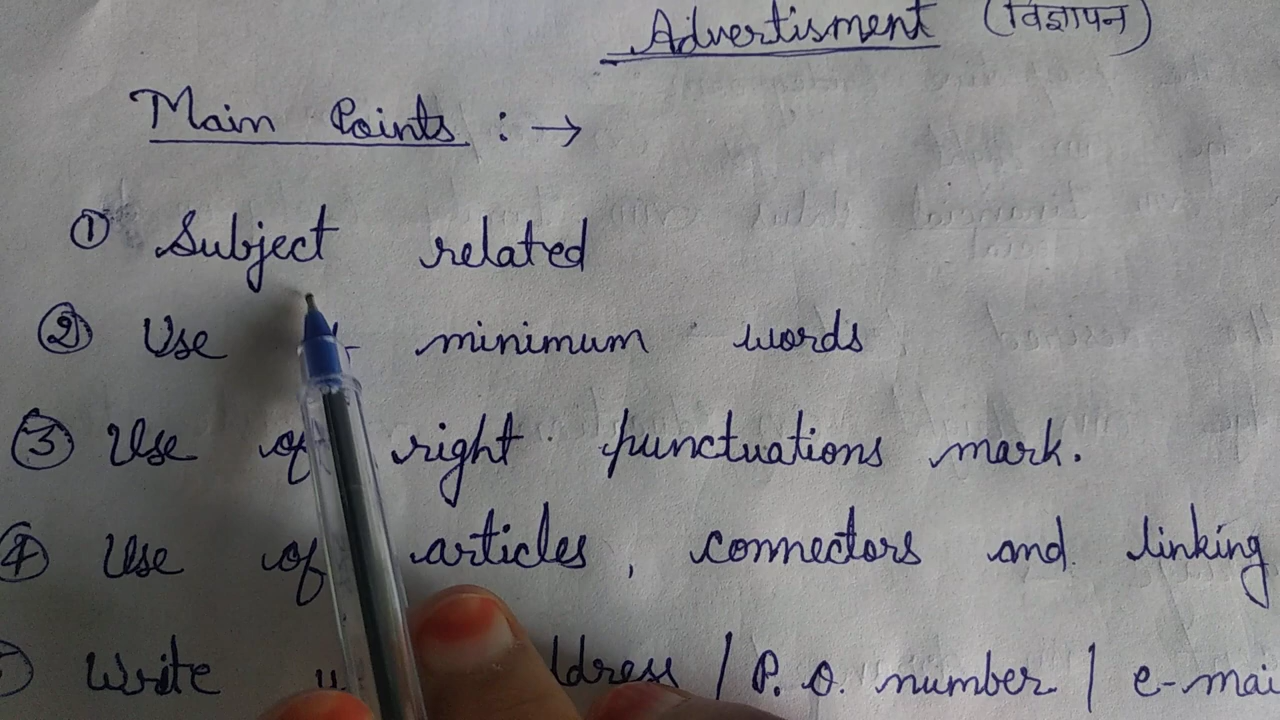 Advertisment (विज्ञापन)
Main Points : →
① Subject related
② Use minimum words
③ Use of right punctuations mark.
④ Use of articles, connectors and linking
Write / P.O. number / e-mai